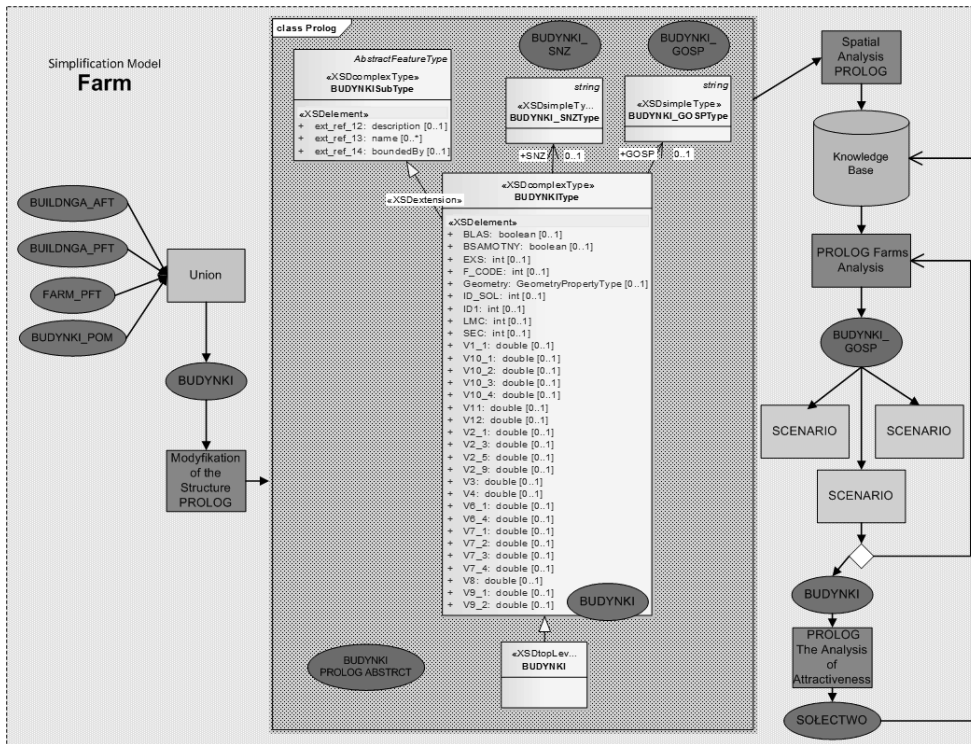 Simplification Model
Farm
BUILDNGA_AFT
BUILDNGA_PFT
FARM_PFT
BUDYNKI_POM
Union
BUDYNKI
Modyfikation
of the
Structure
PROLOG
class Prolog
AbstractFeatureType
«XSDcomplexType»
BUDYNKISubType
«XSDelement»
+ ext_ref_12: description [0..1]
+ ext_ref_13: name [0..*]
+ ext_ref_14: boundedBy [0..1]
BUDYNKI_
SNZ
string
«XSDsimpleTy...
BUDYNKI_SNZType
BUDYNKI_
GOSP
string
«XSDsimpleType»
BUDYNKI_GOSPType
+SNZ 0..1
+GOSP 0..1
«XSDextension»
«XSDcomplexType»
BUDYNKIType
«XSDelement»
+ BLAS: boolean [0..1]
+ BSAMOTNY: boolean [0..1]
+ EXS: int [0..1]
+ F_CODE: int [0..1]
+ Geometry: GeometryPropertyType [0..1]
+ ID_SOL: int [0..1]
+ ID1: int [0..1]
+ LMC: int [0..1]
+ SEC: int [0..1]
+ V1_1: double [0..1]
+ V10_1: double [0..1]
+ V10_2: double [0..1]
+ V10_3: double [0..1]
+ V10_4: double [0..1]
+ V11: double [0..1]
+ V12: double [0..1]
+ V2_1: double [0..1]
+ V2_3: double [0..1]
+ V2_5: double [0..1]
+ V2_9: double [0..1]
+ V3: double [0..1]
+ V4: double [0..1]
+ V6_1: double [0..1]
+ V6_4: double [0..1]
+ V7_1: double [0..1]
+ V7_2: double [0..1]
+ V7_3: double [0..1]
+ V7_4: double [0..1]
+ V8: double [0..1]
+ V9_1: double [0..1]
+ V9_2: double [0..1]
BUDYNKI
«XSDtopLev...
BUDYNKI
BUDYNKI
PROLOG ABSTRCT
Spatial
Analysis
PROLOG
Knowledge
Base
PROLOG Farms
Analysis
BUDYNKI_
GOSP
SCENARIO
SCENARIO
SCENARIO
BUDYNKI
PROLOG
The Analysis
of
Attractiveness
SOŁECTWO